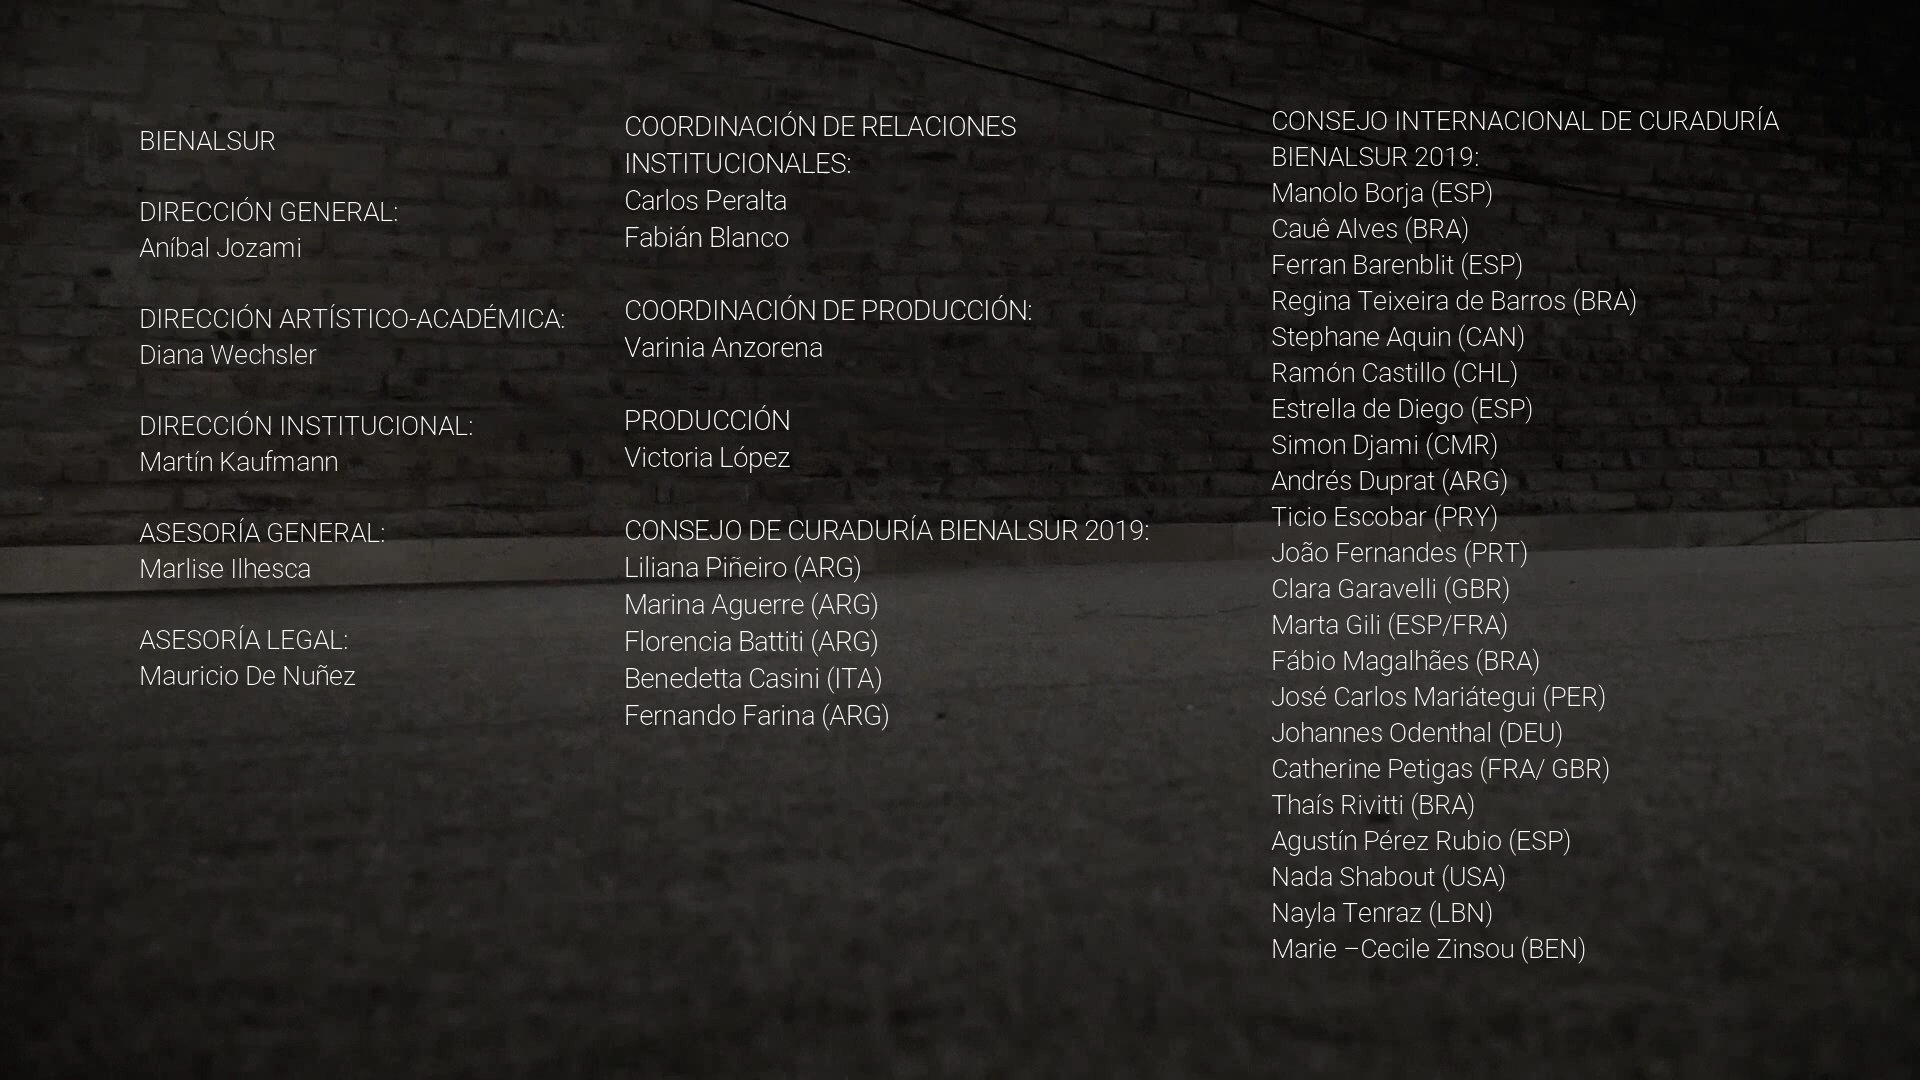 BIENALSUR
DIRECCIÓN GENERAL:
Aníbal Jozami
DIRECCIÓN ARTÍSTICO-ACADÉMICA:
Diana Wechsler
DIRECCIÓN INSTITUCIONAL:
Martín Kaufmann
ASESORÍA GENERAL:
Marlise Ilhesca
ASESORÍA LEGAL:
Mauricio De Nuñez
COORDINACIÓN DE RELACIONES
INSTITUCIONALES:
Carlos Peralta
Fabián Blanco
COORDINACIÓN DE PRODUCCIÓN:
Varinia Anzorena
PRODUCCIÓN
Victoria López
CONSEJO DE CURADURÍA BIENALSUR 2019:
Liliana Piñeiro (ARG)
Marina Aguerre (ARG)
Florencia Battiti (ARG)
Benedetta Casini (ITA)
Fernando Farina (ARG)
CONSEJO INTERNACIONAL DE CURADURÍA
BIENALSUR 2019:
Manolo Borja (ESP)
Cauê Alves (BRA)
Ferran Barenblit (ESP)
Regina Teixeira de Barros (BRA)
Stephane Aquin (CAN)
Ramón Castillo (CHL)
Estrella de Diego (ESP)
Simon Djami (CMR)
Andrés Duprat (ARG)
Ticio Escobar (PRY)
João Fernandes (PRT)
Clara Garavelli (GBR)
Marta Gili (ESP/FRA)
Fábio Magalhães (BRA)
José Carlos Mariátegui (PER)
Johannes Odenthal (DEU)
Catherine Petigas (FRA/ GBR)
Thaís Rivitti (BRA)
Agustín Pérez Rubio (ESP)
Nada Shabout (USA)
Nayla Tenraz (LBN)
Marie –Cecile Zinsou (BEN)